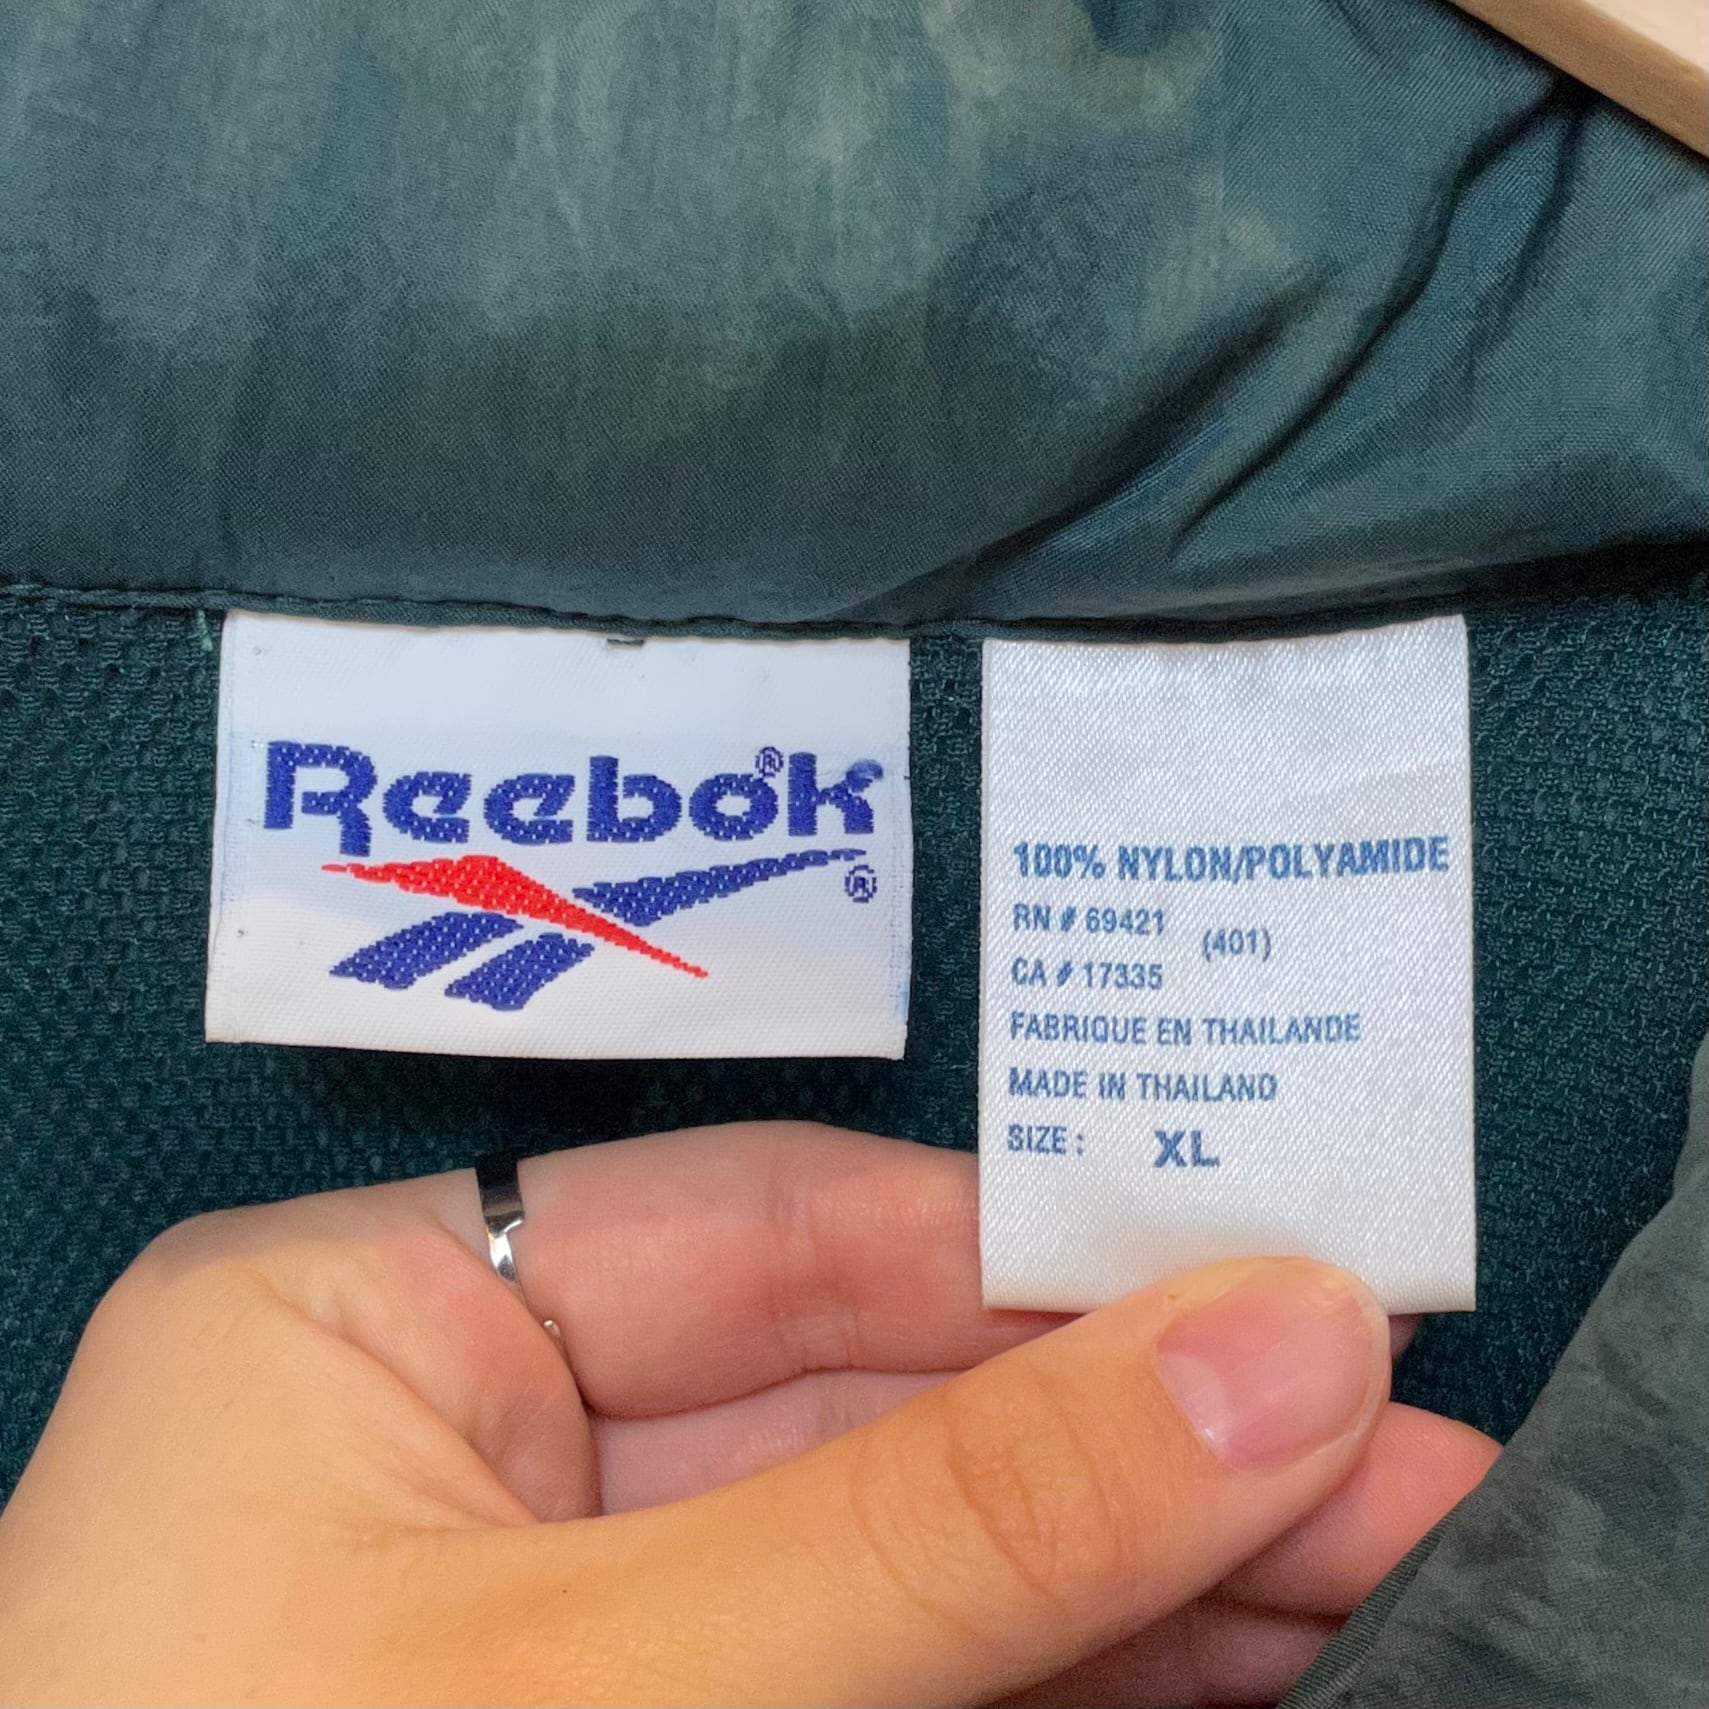 Reebok®
®
100% NYLON/POLYAMIDE
RN # 69421
(401)
CA # 17335
FABRIQUE EN THAILANDE
MADE IN THAILAND
SIZE : XL